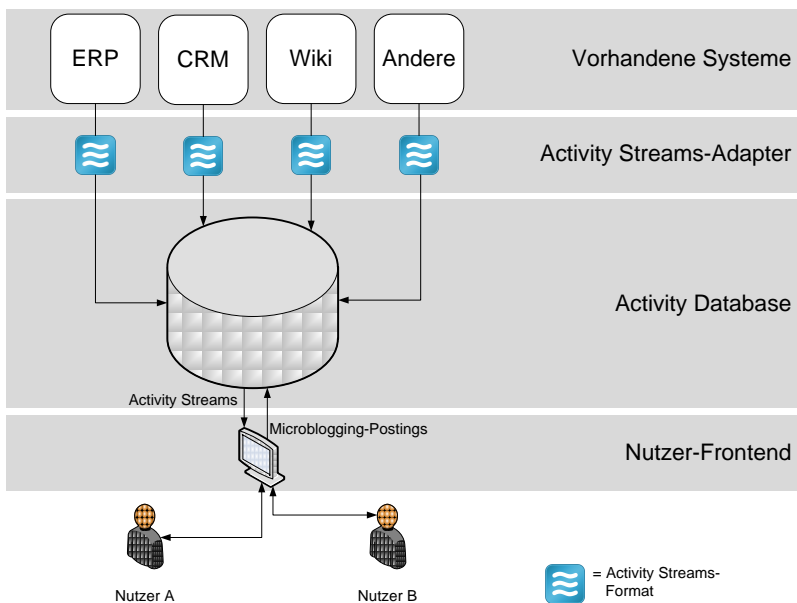 ERP
CRM
Wiki
Andere
Vorhandene Systeme
Activity Streams-Adapter
Activity Database
Activity Streams
Microblogging-Postings
Nutzer-Frontend
Nutzer A
Nutzer B
= Activity Streams-
Format